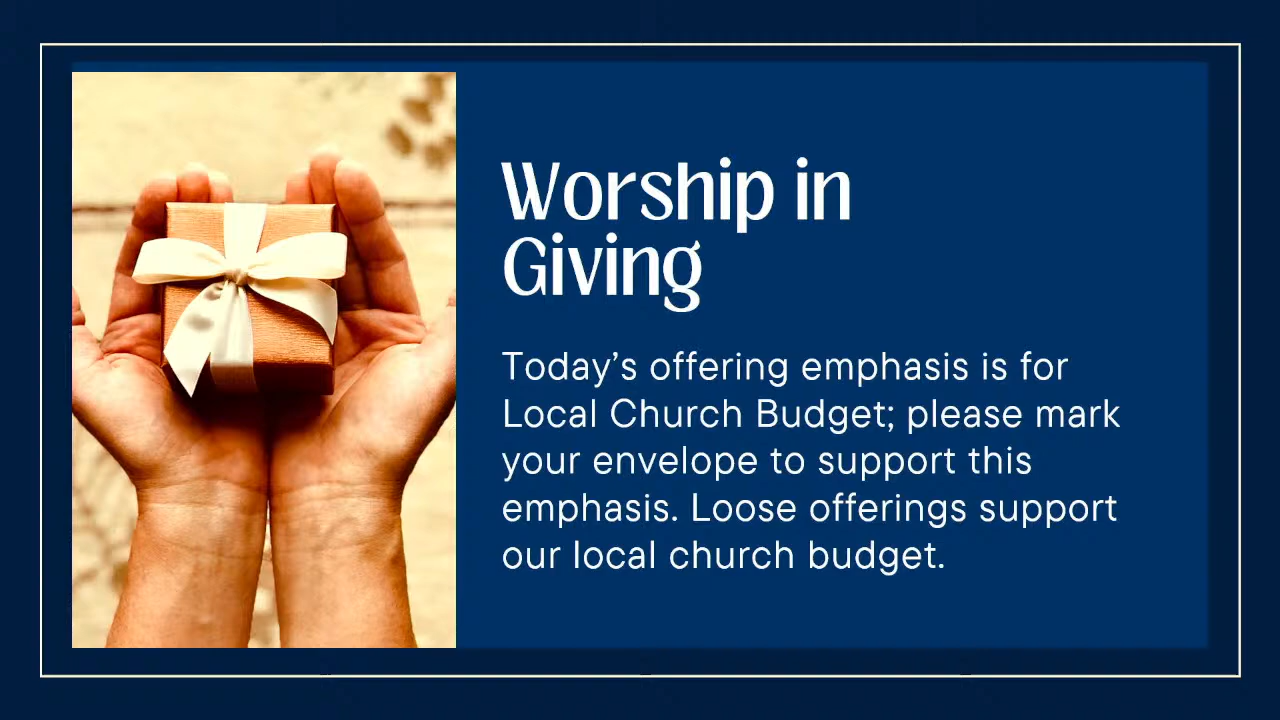 Worship in
Giving
Today’s offering emphasis is for
Local Church Budget; please mark
your envelope to support this
emphasis. Loose offerings support
our local church budget.